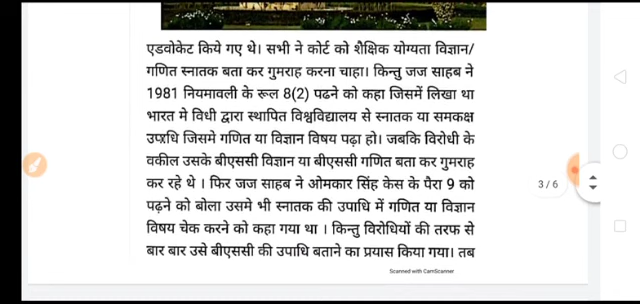 एडवोकेट किये गए थे। सभी ने कोर्ट को शैक्षिक योग्यता विज्ञान/
गणित स्नातक बता कर गुमराह करना चाहा। किन्तु जज साहब ने
1981 नियमावली के रूल 8(2) पढने को कहा जिसमें लिखा था
भारत मे विधी द्वारा स्थापित विश्वविद्यालय से स्नातक या समकक्ष
उपाधि जिसमे गणित या विज्ञान विषय पढ़ा हो। जबकि विरोधी के
वकील उसके बीएससी विज्ञान या बीएससी गणित बता कर गुमराह
कर रहे थे । फिर जज साहब ने ओमकार सिंह केस के पैरा 9 को
पढ़ने को बोला उसमे भी स्नातक की उपाधि में गणित या विज्ञान
विषय चेक करने को कहा गया था । किन्तु विरोधियों की तरफ से
बार बार उसे बीएससी की उपाधि बताने का प्रयास किया गया। तब
3/6
Scanned with CamScanner